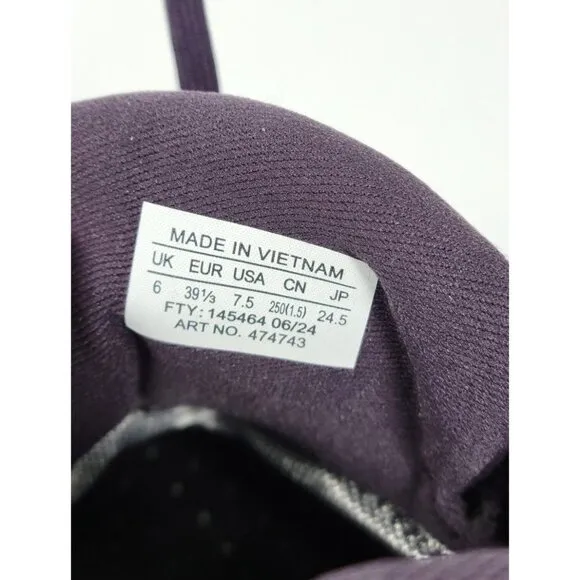 MADE IN VIETNAM
UK EUR USA CN JP
6 39⅓ 7.5 250(1.5) 24.5
FTY: 145464 06/24
ART NO. 474743